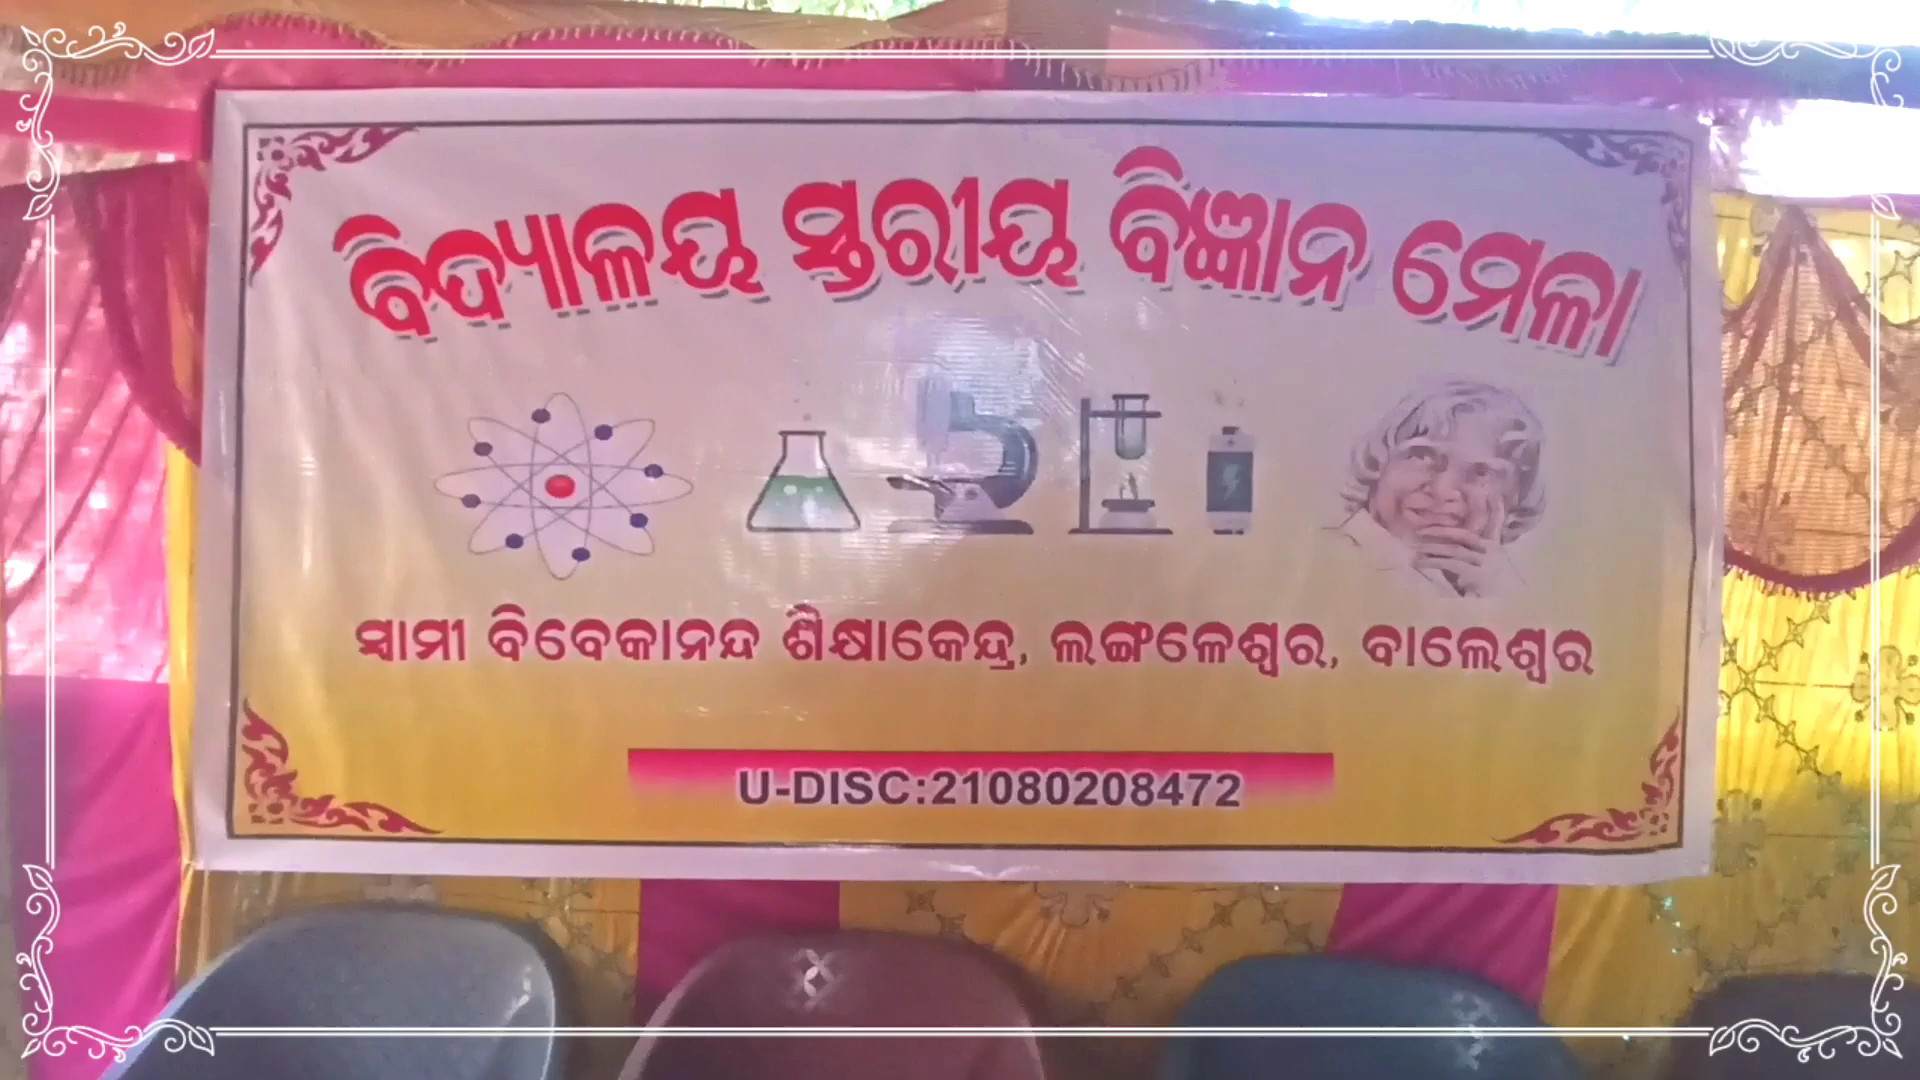 ବିଦ୍ୟାଳୟ ସ୍ତରୀୟ ବିଜ୍ଞାନ ମେଳା
ସ୍ୱାମୀ ବିବେକାନନ୍ଦ ଶିକ୍ଷାକେନ୍ଦ୍ର, ଲଙ୍ଗଳେଶ୍ୱର, ବାଲେଶ୍ୱର
U-DISC:21080208472